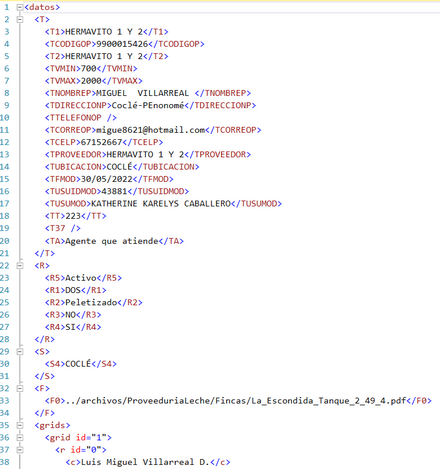 1 <datos>
2 <T>
3 <T1>HERMAVITO 1 Y 2</T1>
4 <TCODIGOP>9900015426</TCODIGOP>
5 <T2>HERMAVITO 1 Y 2</T2>
6 <TVMIN>700</TVMIN>
7 <TVMAX>2000</TVMAX>
8 <TNOMBREP>MIGUEL  VILLARREAL </TNOMBREP>
9 <TDIRECCIONP>Coclé-PEnonomé</TDIRECCIONP>
10 <TTELEFONOP />
11 <TCORREOP>migue8621@hotmail.com</TCORREOP>
12 <TCELP>67152667</TCELP>
13 <TPROVEEDOR>HERMAVITO 1 Y 2</TPROVEEDOR>
14 <TUBICACION>COCLÉ</TUBICACION>
15 <TFMOD>30/05/2022</TFMOD>
16 <TUSUIDMOD>43881</TUSUIDMOD>
17 <TUSUMOD>KATHERINE KARELYS CABALLERO</TUSUMOD>
18 <TT>223</TT>
19 <T37 />
20 <TA>Agente que atiende</TA>
21 </T>
22 <R>
23 <R5>Activo</R5>
24 <R1>DOS</R1>
25 <R2>Peletizado</R2>
26 <R3>NO</R3>
27 <R4>SI</R4>
28 </R>
29 <S>
30 <S4>COCLÉ</S4>
31 </S>
32 <F>
33 <F0>../archivos/ProveeduriaLeche/Fincas/La_Escondida_Tanque_2_49_4.pdf</F0>
34 </F>
35 <grids>
36 <grid id="1">
37 <r id="0">
38 <c>Luis Miguel Villarreal D.</c>